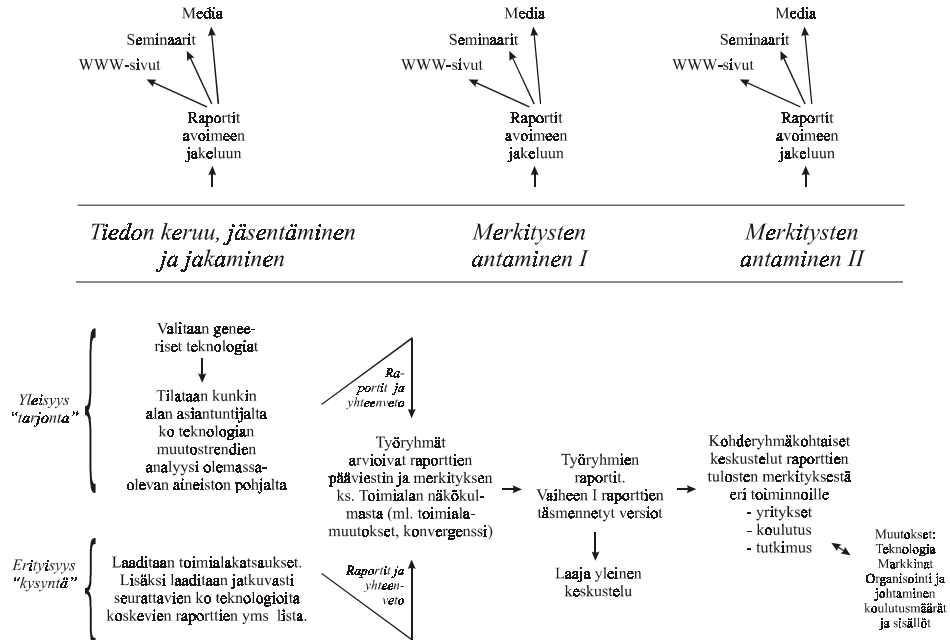 Media
Seminaarit
WWW-sivut
Raportit
avoimeen
jakeluun
Media
Seminaarit
WWW-sivut
Raportit
avoimeen
jakeluun
Media
Seminaarit
WWW-sivut
Raportit
avoimeen
jakeluun
Tiedon keruu, jäsentäminen
ja jakaminen
Merkitysten
antaminen I
Merkitysten
antaminen II
Yleisyys
“tarjonta”
Valitaan genee-
riset teknologiat
Tilataan kunkin
alan asiantuntijalta
ko teknologian
muutostrendien
analyysi olemassa-
olevan aineiston pohjalta
Ra-
portit ja
yhteenveto
Työryhmät
arvioivat raporttien
pääviestin ja merkityksen
ks. Toimialan näkökul-
masta (ml. toimiala-
muutokset, konvergenssi)
Työryhmien
raportit.
Vaiheen I raporttien
täsmennetyt versiot
Laaja yleinen
keskustelu
Kohderyhmäkohtaiset
keskustelut raporttien
tulosten merkityksestä
eri toiminnoille
- yritykset
- koulutus
- tutkimus
Muutokset:
Teknologia
Markkinat
Organisointi ja
johtaminen
koulutusmäärät
ja sisällöt
Erityisyys
“kysyntä”
Laaditaan toimialakatsaukset.
Lisäksi laaditaan jatkuvasti
seurattavien ko teknologioita
koskevien raporttien yms lista.
Raportit ja
yhteen-
veto